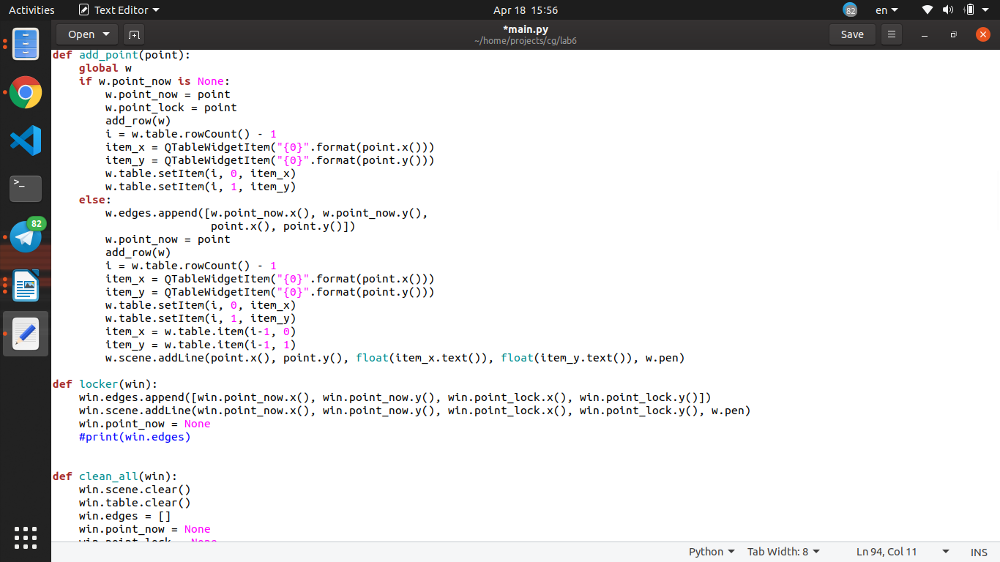 Activities Text Editor Apr 18 15:56 82 en
Open *main.py Save
~/home/projects/cg/lab6
def add_point(point):
    global w
    if w.point_now is None:
        w.point_now = point
        w.point_lock = point
        add_row(w)
        i = w.table.rowCount() - 1
        item_x = QTableWidgetItem("{0}".format(point.x()))
        item_y = QTableWidgetItem("{0}".format(point.y()))
        w.table.setItem(i, 0, item_x)
        w.table.setItem(i, 1, item_y)
    else:
        w.edges.append([w.point_now.x(), w.point_now.y(),
                        point.x(), point.y()])
        w.point_now = point
        add_row(w)
        i = w.table.rowCount() - 1
        item_x = QTableWidgetItem("{0}".format(point.x()))
        item_y = QTableWidgetItem("{0}".format(point.y()))
        w.table.setItem(i, 0, item_x)
        w.table.setItem(i, 1, item_y)
        item_x = w.table.item(i-1, 0)
        item_y = w.table.item(i-1, 1)
        w.scene.addLine(point.x(), point.y(), float(item_x.text()), float(item_y.text()), w.pen)
def locker(win):
    win.edges.append([win.point_now.x(), win.point_now.y(), win.point_lock.x(), win.point_lock.y()])
    win.scene.addLine(win.point_now.x(), win.point_now.y(), win.point_lock.x(), win.point_lock.y(), w.pen)
    win.point_now = None
    #print(win.edges)
def clean_all(win):
    win.scene.clear()
    win.table.clear()
    win.edges = []
    win.point_now = None
    win.point_lock = None
82
>_
Python Tab Width: 8 Ln 94, Col 11 INS